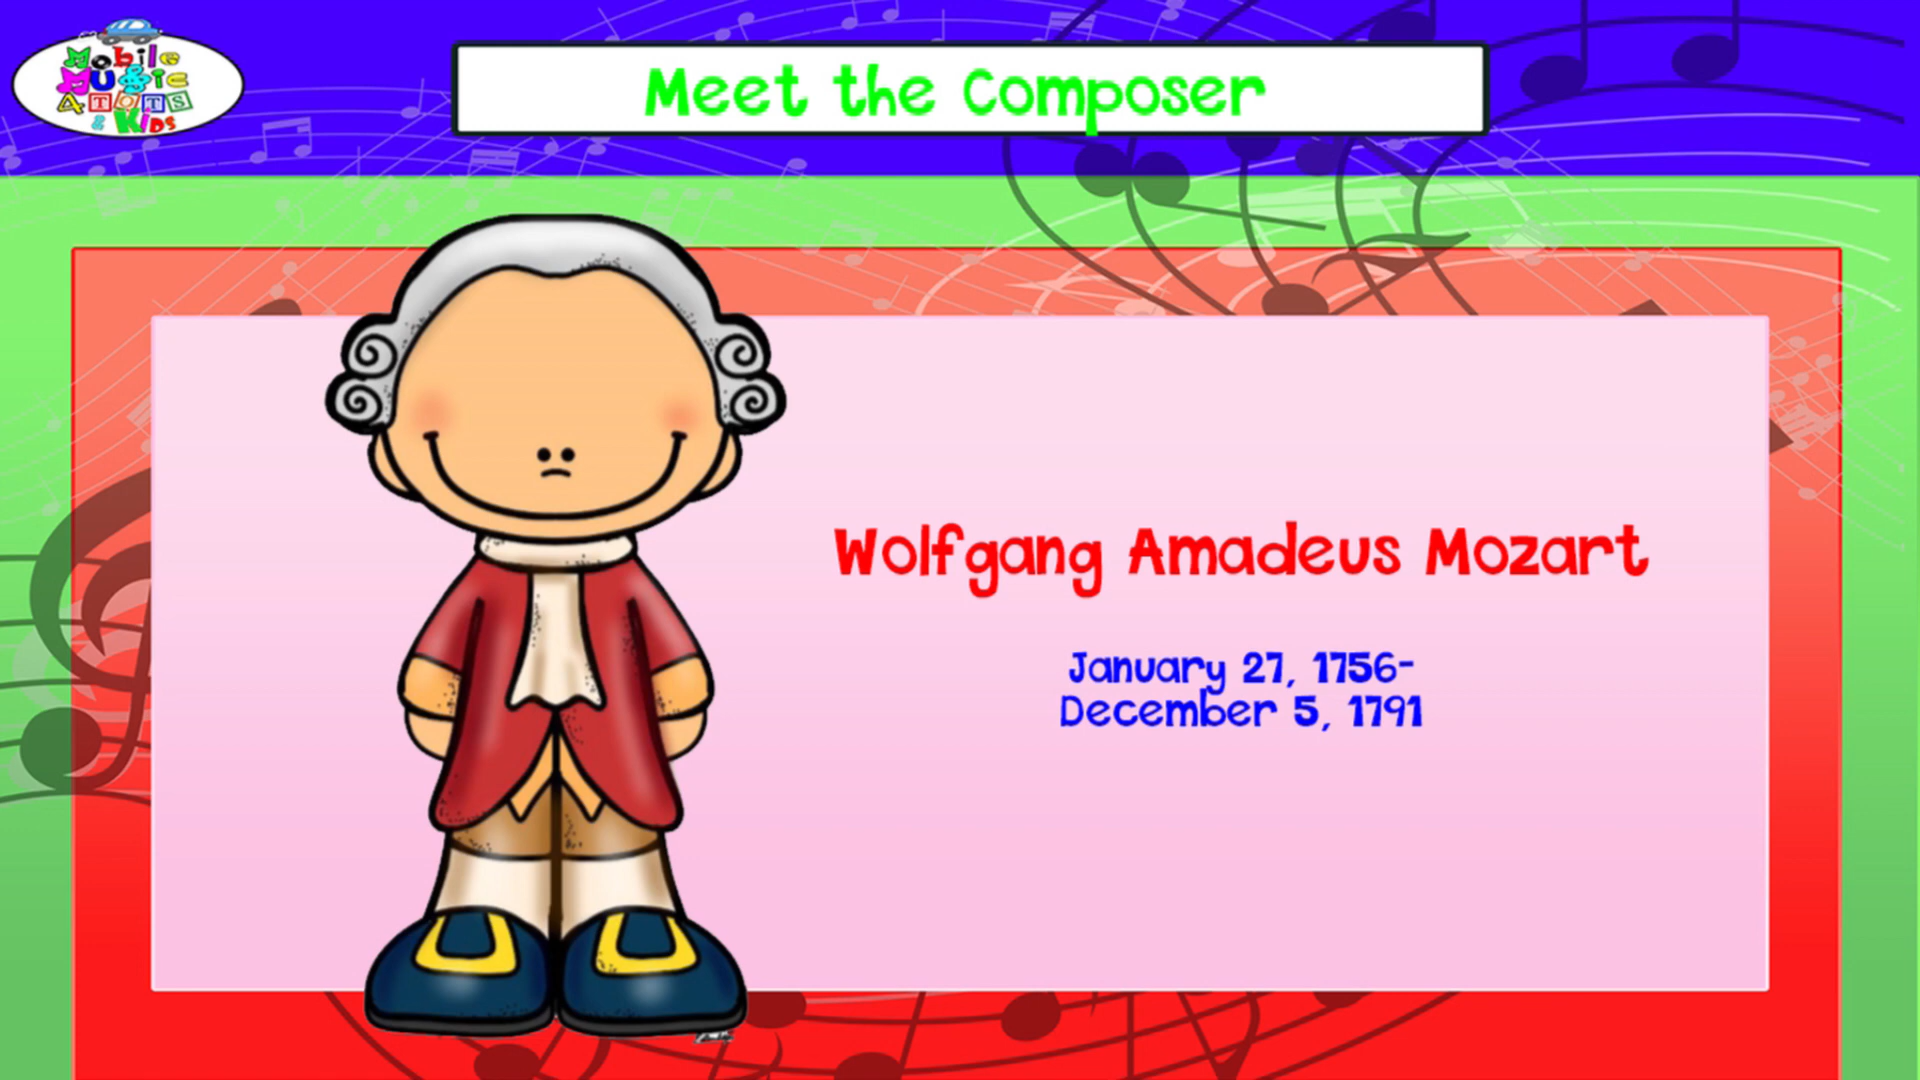 Mobile
Music
4 TOTS
& Kids
Meet the Composer
Wolfgang Amadeus Mozart
January 27, 1756-
December 5, 1791